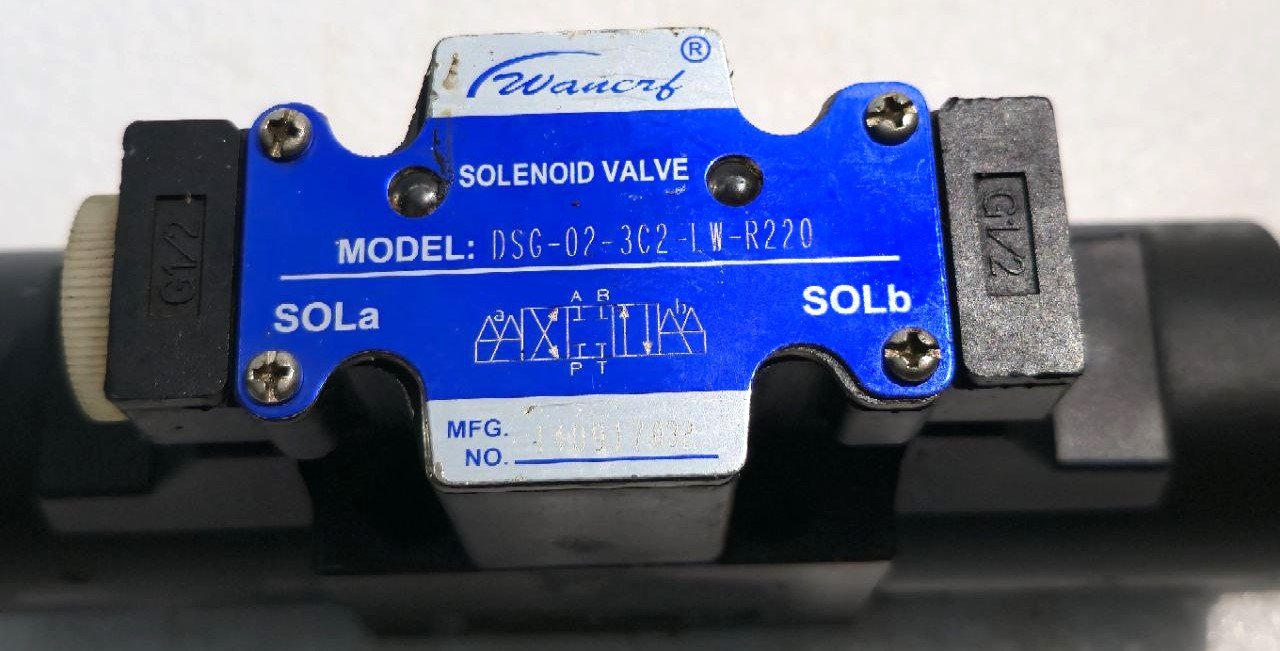 Wancrf ®
SOLENOID VALVE
MODEL: DSG-02-3C2-LW-R220
SOLa
SOLb
A B
a b
P T
MFG.
NO.
G1/2
G1/2